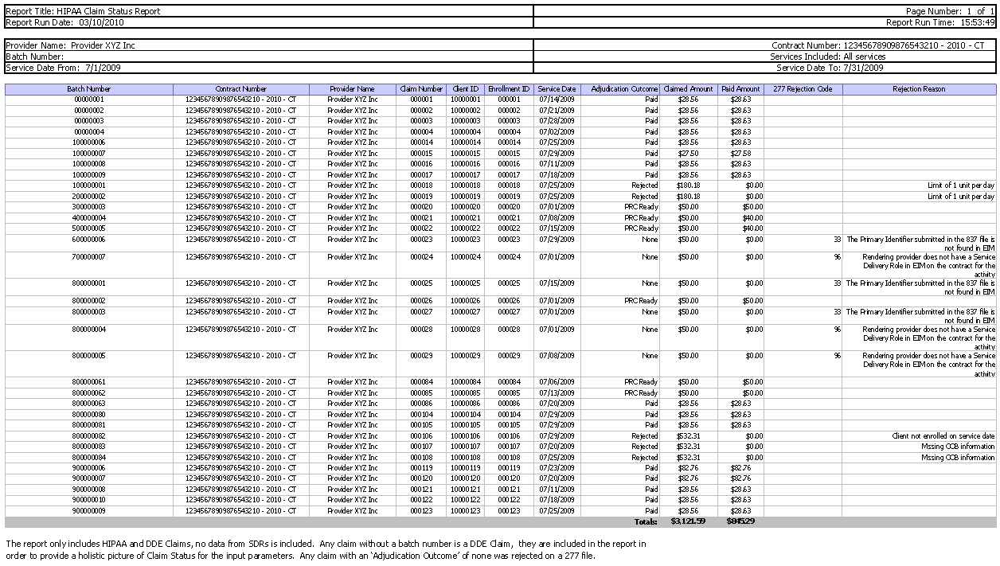 Report Title: HIPAA Claim Status Report Page Number: 1 of 1
Report Run Date: 03/10/2010 Report Run Time: 15:53:49
Provider Name: Provider XYZ Inc Contract Number: 12345678909876543210 - 2010 - CT
Batch Number: Services Included: All services
Service Date From: 7/1/2009 Service Date To: 7/31/2009
Batch Number Contract Number Provider Name Claim Number Client ID Enrollment ID Service Date Adjudication Outcome Claimed Amount Paid Amount 277 Rejection Code Rejection Reason
0000001 12345678909876543210 - 2010 - CT Provider XYZ Inc 000001 10000001 000001 07/14/2009 Paid $28.56 $28.63
0000002 12345678909876543210 - 2010 - CT Provider XYZ Inc 000002 10000002 000002 07/21/2009 Paid $28.56 $28.63
00000003 12345678909876543210 - 2010 - CT Provider XYZ Inc 000003 10000003 000003 07/28/2009 Paid $28.56 $28.63
00000004 12345678909876543210 - 2010 - CT Provider XYZ Inc 000004 10000004 000004 07/02/2009 Paid $28.56 $28.63
10000006 12345678909876543210 - 2010 - CT Provider XYZ Inc 000014 10000014 000014 07/25/2009 Paid $28.56 $28.63
10000007 12345678909876543210 - 2010 - CT Provider XYZ Inc 000015 10000015 000015 07/29/2009 Paid $27.50 $27.58
10000008 12345678909876543210 - 2010 - CT Provider XYZ Inc 000016 10000016 000016 07/11/2009 Paid $28.56 $28.63
10000009 12345678909876543210 - 2010 - CT Provider XYZ Inc 000017 10000017 000017 07/18/2009 Paid $28.56 $28.63
10000001 12345678909876543210 - 2010 - CT Provider XYZ Inc 000018 10000018 000018 07/25/2009 Rejected $180.18 $0.00 Limit of 1 unit per day
20000002 12345678909876543210 - 2010 - CT Provider XYZ Inc 000019 10000019 000019 07/25/2009 Rejected $180.18 $0.00 Limit of 1 unit per day
30000003 12345678909876543210 - 2010 - CT Provider XYZ Inc 000020 10000020 000020 07/01/2009 PRC Ready $50.00 $50.00
40000004 12345678909876543210 - 2010 - CT Provider XYZ Inc 000021 10000021 000021 07/08/2009 PRC Ready $50.00 $40.00
50000005 12345678909876543210 - 2010 - CT Provider XYZ Inc 000022 10000022 000022 07/15/2009 PRC Ready $50.00 $40.00
60000006 12345678909876543210 - 2010 - CT Provider XYZ Inc 000023 10000023 000023 07/29/2009 None $50.00 $0.00 33 The Primary Identifier submitted in the 837 file is
not found in EIM
70000007 12345678909876543210 - 2010 - CT Provider XYZ Inc 000024 10000024 000024 07/01/2009 None $50.00 $0.00 96 Rendering provider does not have a Service
Delivery Role in EIM on the contract for the
activity
80000001 12345678909876543210 - 2010 - CT Provider XYZ Inc 000025 10000025 000025 07/15/2009 None $50.00 $0.00 33 The Primary Identifier submitted in the 837 file is
not found in EIM
80000002 12345678909876543210 - 2010 - CT Provider XYZ Inc 000026 10000026 000026 07/01/2009 PRC Ready $50.00 $50.00
80000003 12345678909876543210 - 2010 - CT Provider XYZ Inc 000027 10000027 000027 07/01/2009 None $50.00 $0.00 33 The Primary Identifier submitted in the 837 file is
not found in EIM
80000004 12345678909876543210 - 2010 - CT Provider XYZ Inc 000028 10000028 000028 07/01/2009 None $50.00 $0.00 96 Rendering provider does not have a Service
Delivery Role in EIM on the contract for the
activity
80000005 12345678909876543210 - 2010 - CT Provider XYZ Inc 000029 10000029 000029 07/08/2009 None $50.00 $0.00 96 Rendering provider does not have a Service
Delivery Role in EIM on the contract for the
activity
800000061 12345678909876543210 - 2010 - CT Provider XYZ Inc 000084 10000084 000084 07/06/2009 PRC Ready $50.00 $50.00
800000062 12345678909876543210 - 2010 - CT Provider XYZ Inc 000085 10000085 000085 07/13/2009 PRC Ready $50.00 $50.00
800000063 12345678909876543210 - 2010 - CT Provider XYZ Inc 000086 10000086 000086 07/20/2009 Paid $28.56 $28.63
800000080 12345678909876543210 - 2010 - CT Provider XYZ Inc 000104 10000104 000104 07/29/2009 Paid $28.56 $28.63
800000081 12345678909876543210 - 2010 - CT Provider XYZ Inc 000105 10000105 000105 07/29/2009 Paid $28.56 $28.63
800000082 12345678909876543210 - 2010 - CT Provider XYZ Inc 000106 10000106 000106 07/29/2009 Rejected $532.31 $0.00 Client not enrolled on service date
800000083 12345678909876543210 - 2010 - CT Provider XYZ Inc 000107 10000107 000107 07/20/2009 Rejected $532.31 $0.00 Missing CCB information
800000084 12345678909876543210 - 2010 - CT Provider XYZ Inc 000108 10000108 000108 07/25/2009 Rejected $532.31 $0.00 Missing CCB information
90000006 12345678909876543210 - 2010 - CT Provider XYZ Inc 000119 10000119 000119 07/23/2009 Paid $82.76 $82.76
90000007 12345678909876543210 - 2010 - CT Provider XYZ Inc 000120 10000120 000120 07/20/2009 Paid $82.76 $82.76
90000008 12345678909876543210 - 2010 - CT Provider XYZ Inc 000121 10000121 000121 07/11/2009 Paid $28.56 $28.63
90000010 12345678909876543210 - 2010 - CT Provider XYZ Inc 000122 10000122 000122 07/18/2009 Paid $28.56 $28.63
90000009 12345678909876543210 - 2010 - CT Provider XYZ Inc 000123 10000123 000123 07/25/2009 Paid $28.56 $28.63
Totals: $3,121.59 $845.29
The report only includes HIPAA and DDE Claims, no data from SDRs is included. Any claim without a batch number is a DDE Claim, they are included in the report in
order to provide a holistic picture of Claim Status for the input parameters. Any claim with an 'Adjudication Outcome' of none was rejected on a 277 file.